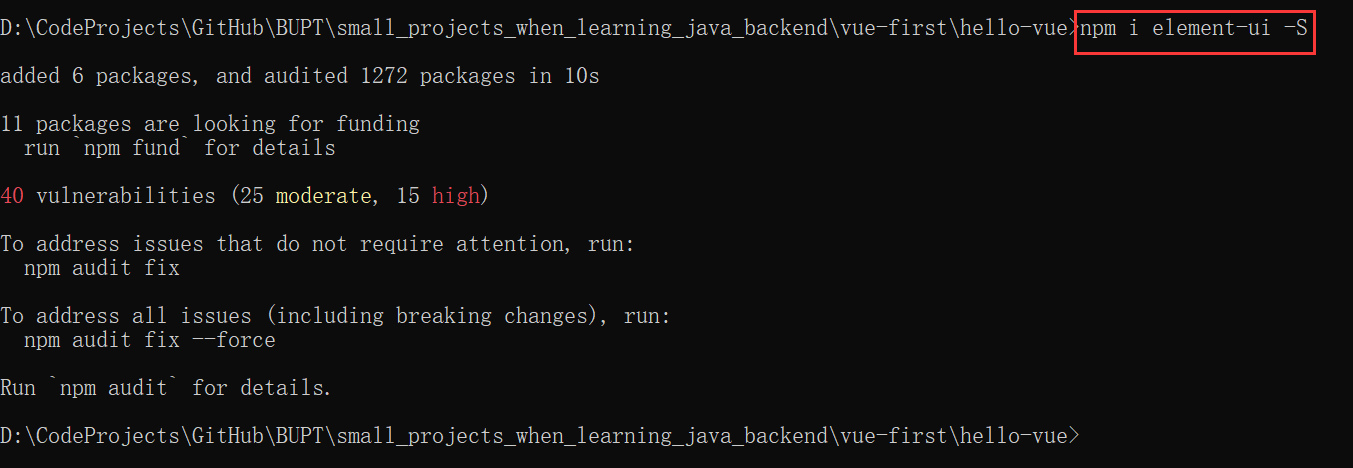 D:\CodeProjects\GitHub\BUPT\small_projects_when_learning_java_backend\vue-first\hello-vue>npm i element-ui -S
added 6 packages, and audited 1272 packages in 10s
11 packages are looking for funding
  run `npm fund` for details
40 vulnerabilities (25 moderate, 15 high)
To address issues that do not require attention, run:
  npm audit fix
To address all issues (including breaking changes), run:
  npm audit fix --force
Run `npm audit` for details.
D:\CodeProjects\GitHub\BUPT\small_projects_when_learning_java_backend\vue-first\hello-vue>